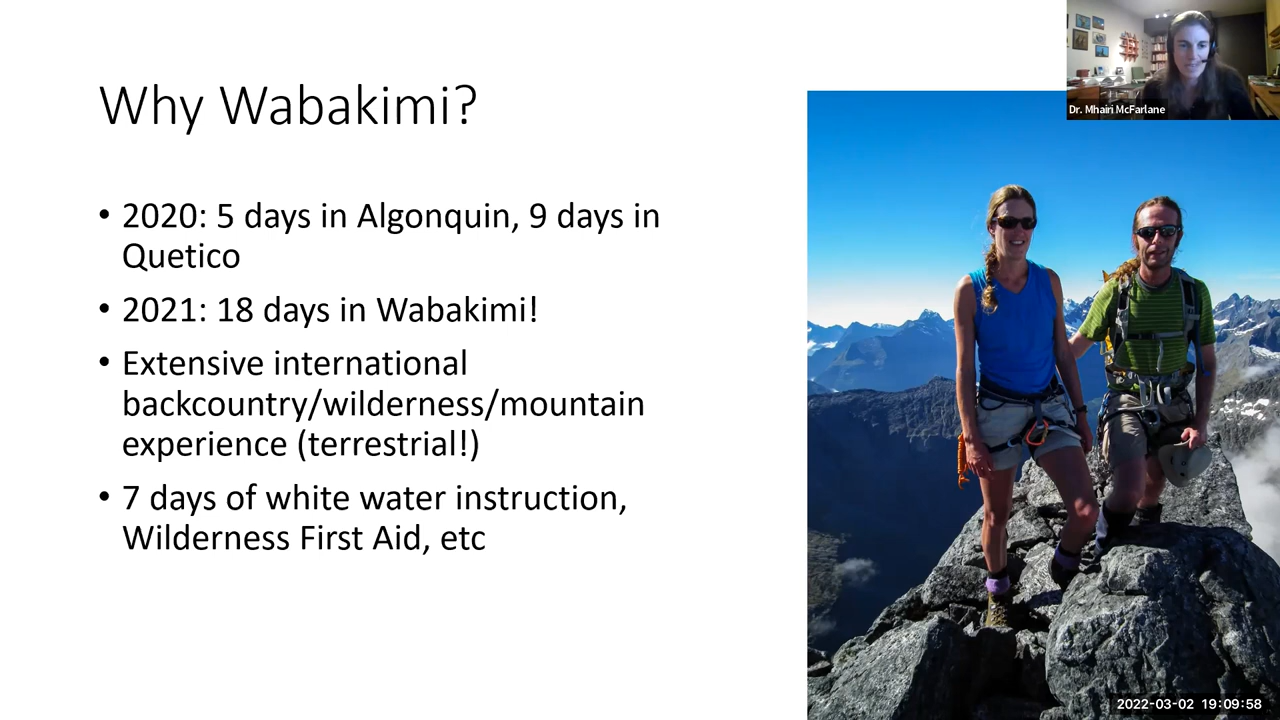 Why Wabakimi?
• 2020: 5 days in Algonquin, 9 days in
Quetico
• 2021: 18 days in Wabakimi!
• Extensive international
backcountry/wilderness/mountain
experience (terrestrial!)
• 7 days of white water instruction,
Wilderness First Aid, etc
Dr. Mhairi McFarlane
2022-03-02 19:09:58